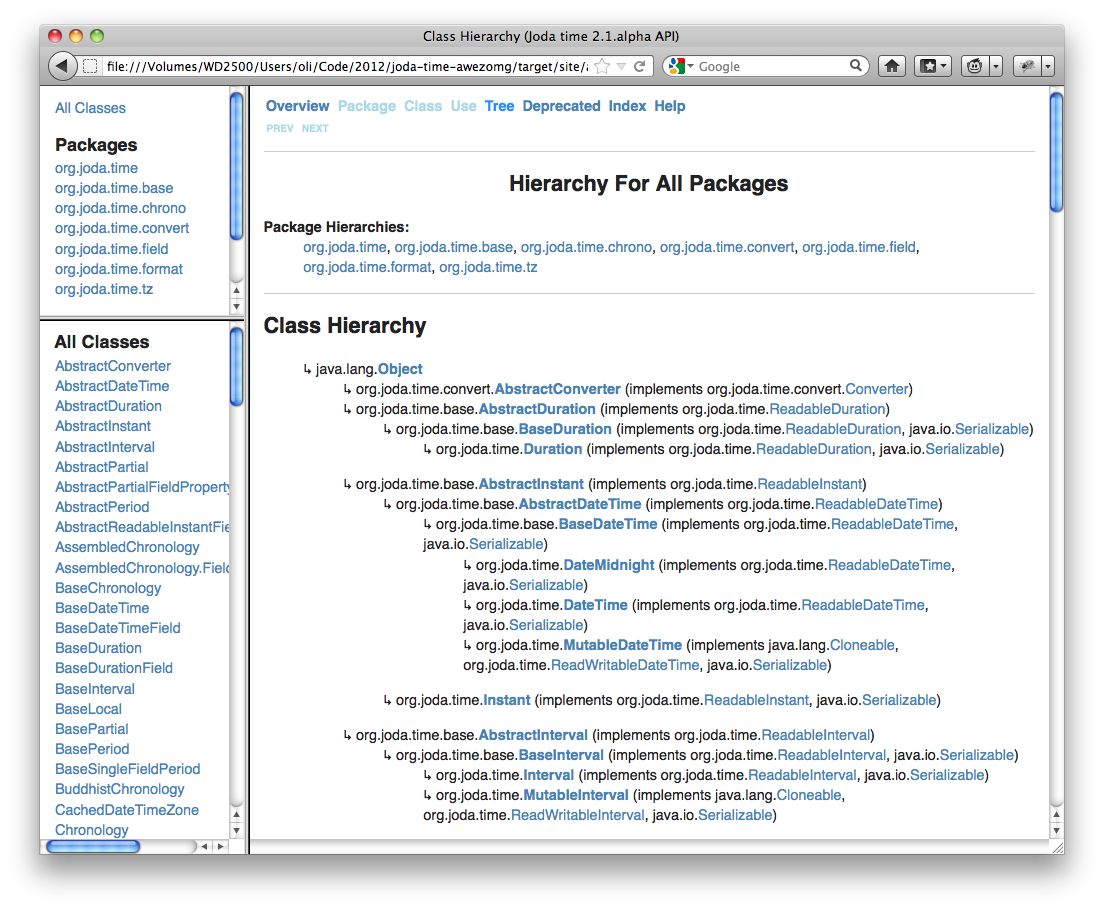 Class Hierarchy (Joda time 2.1.alpha API)
file:///Volumes/WD2500/Users/oli/Code/2012/joda-time-awezomg/target/site/
Google
All Classes
Packages
org.joda.time
org.joda.time.base
org.joda.time.chrono
org.joda.time.convert
org.joda.time.field
org.joda.time.format
org.joda.time.tz
All Classes
AbstractConverter
AbstractDateTime
AbstractDuration
AbstractInstant
AbstractInterval
AbstractPartial
AbstractPartialFieldProperty
AbstractPeriod
AbstractReadableInstantFie
AssembledChronology
AssembledChronology.Field
BaseChronology
BaseDateTime
BaseDateTimeField
BaseDuration
BaseDurationField
BaseInterval
BaseLocal
BasePartial
BasePeriod
BaseSingleFieldPeriod
BuddhistChronology
CachedDateTimeZone
Chronology
Overview Package Class Use Tree Deprecated Index Help
PREV NEXT
Hierarchy For All Packages
Package Hierarchies:
org.joda.time, org.joda.time.base, org.joda.time.chrono, org.joda.time.convert, org.joda.time.field,
org.joda.time.format, org.joda.time.tz
Class Hierarchy
↳ java.lang.Object
↳ org.joda.time.convert.AbstractConverter (implements org.joda.time.convert.Converter)
↳ org.joda.time.base.AbstractDuration (implements org.joda.time.ReadableDuration)
↳ org.joda.time.base.BaseDuration (implements org.joda.time.ReadableDuration, java.io.Serializable)
↳ org.joda.time.Duration (implements org.joda.time.ReadableDuration, java.io.Serializable)
↳ org.joda.time.base.AbstractInstant (implements org.joda.time.ReadableInstant)
↳ org.joda.time.base.AbstractDateTime (implements org.joda.time.ReadableDateTime)
↳ org.joda.time.base.BaseDateTime (implements org.joda.time.ReadableDateTime,
java.io.Serializable)
↳ org.joda.time.DateMidnight (implements org.joda.time.ReadableDateTime,
java.io.Serializable)
↳ org.joda.time.DateTime (implements org.joda.time.ReadableDateTime,
java.io.Serializable)
↳ org.joda.time.MutableDateTime (implements java.lang.Cloneable,
org.joda.time.ReadWritableDateTime, java.io.Serializable)
↳ org.joda.time.Instant (implements org.joda.time.ReadableInstant, java.io.Serializable)
↳ org.joda.time.base.AbstractInterval (implements org.joda.time.ReadableInterval)
↳ org.joda.time.base.BaseInterval (implements org.joda.time.ReadableInterval, java.io.Serializable)
↳ org.joda.time.Interval (implements org.joda.time.ReadableInterval, java.io.Serializable)
↳ org.joda.time.MutableInterval (implements java.lang.Cloneable,
org.joda.time.ReadWritableInterval, java.io.Serializable)